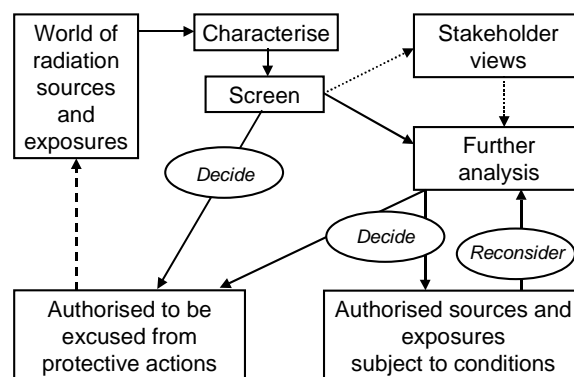 World of
radiation
sources
and
exposures
Characterise
Screen
Stakeholder
views
Further
analysis
Decide
Decide
Reconsider
Authorised to be
excused from
protective actions
Authorised sources and
exposures
subject to conditions